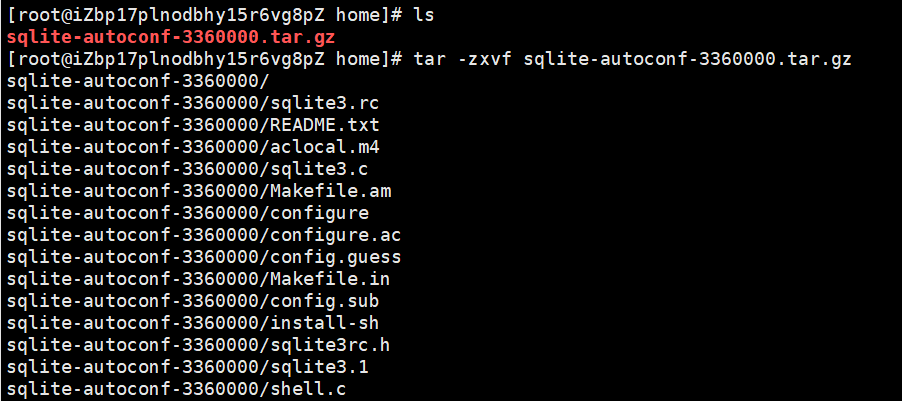 [root@iZbp17plnodbhy15r6vg8pZ home]# ls
sqlite-autoconf-3360000.tar.gz
[root@iZbp17plnodbhy15r6vg8pZ home]# tar -zxvf sqlite-autoconf-3360000.tar.gz
sqlite-autoconf-3360000/
sqlite-autoconf-3360000/sqlite3.rc
sqlite-autoconf-3360000/README.txt
sqlite-autoconf-3360000/aclocal.m4
sqlite-autoconf-3360000/sqlite3.c
sqlite-autoconf-3360000/Makefile.am
sqlite-autoconf-3360000/configure
sqlite-autoconf-3360000/configure.ac
sqlite-autoconf-3360000/config.guess
sqlite-autoconf-3360000/Makefile.in
sqlite-autoconf-3360000/config.sub
sqlite-autoconf-3360000/install-sh
sqlite-autoconf-3360000/sqlite3rc.h
sqlite-autoconf-3360000/sqlite3.1
sqlite-autoconf-3360000/shell.c